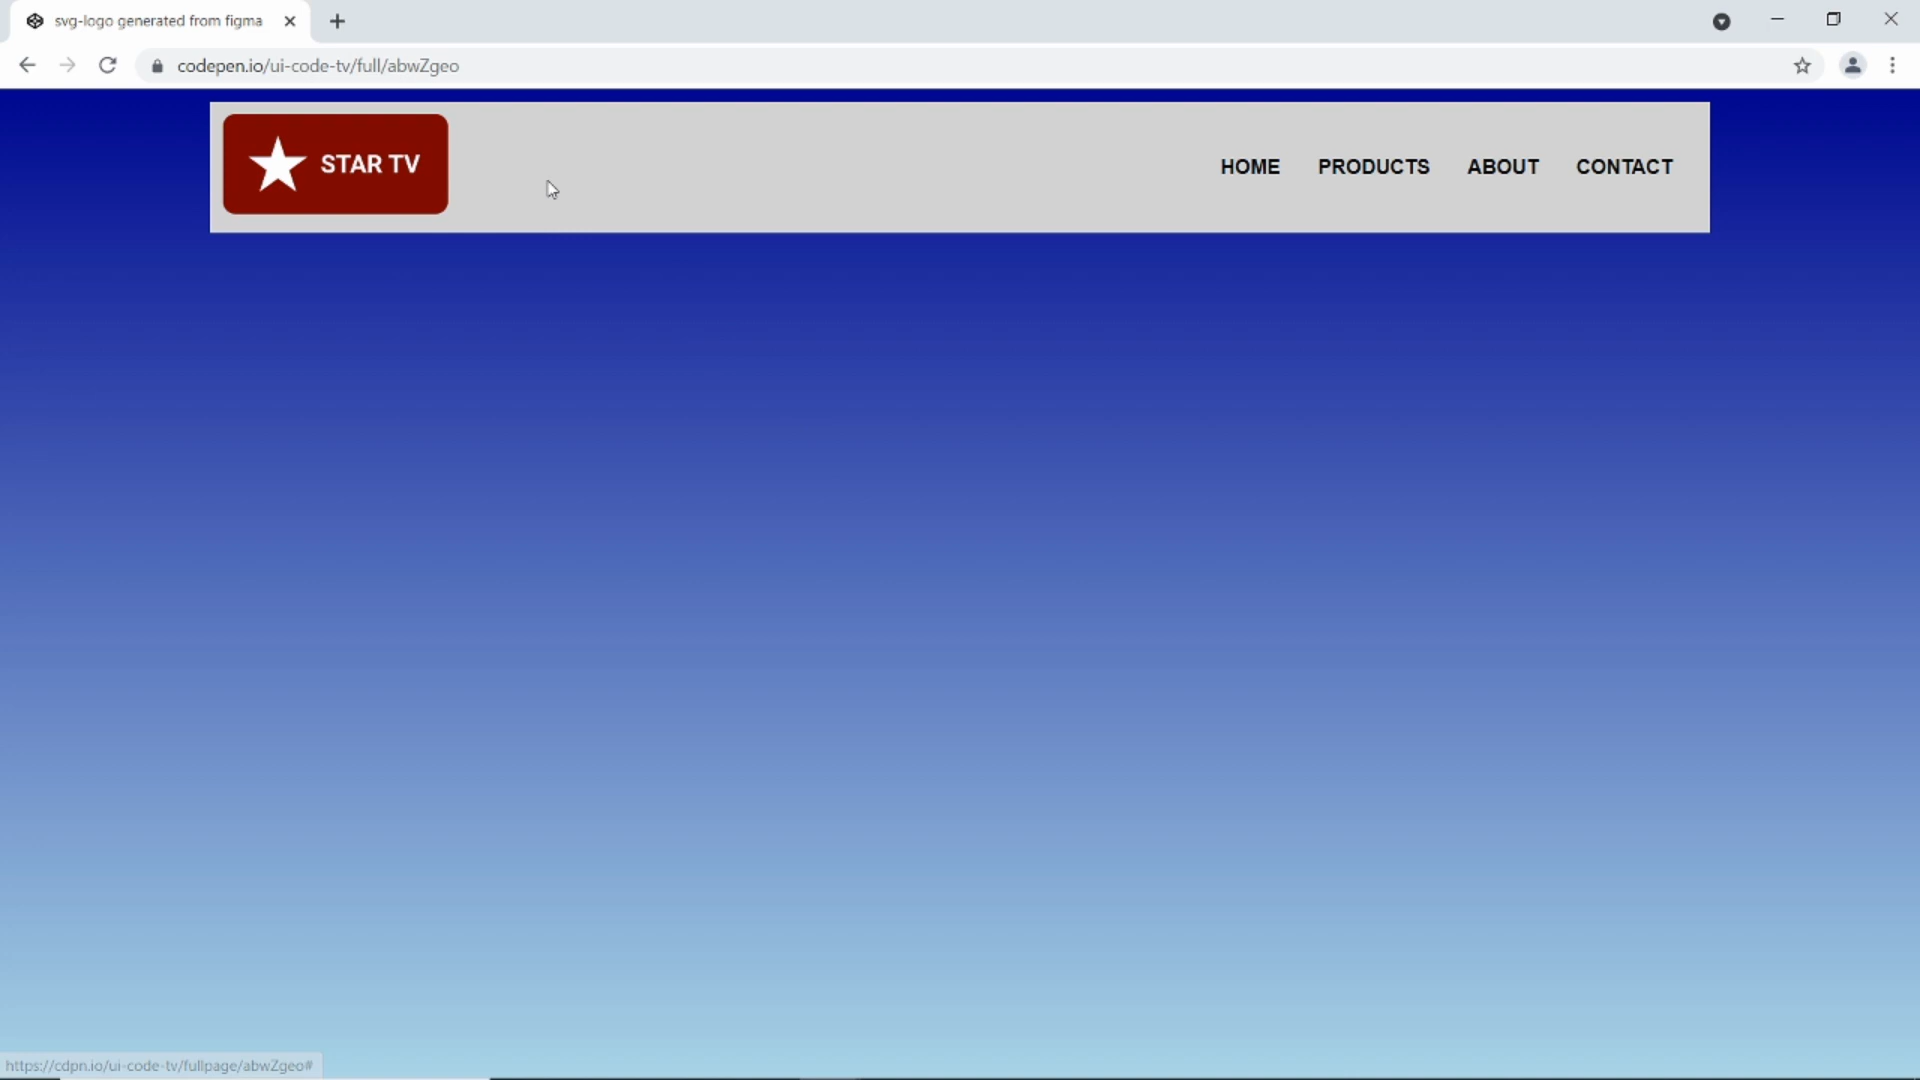 svg-logo generated from figma
codepen.io/ui-code-tv/full/abwZgeo
STAR TV
HOME PRODUCTS ABOUT CONTACT
https://cdpn.io/ui-code-tv/fullpage/abwZgeo#